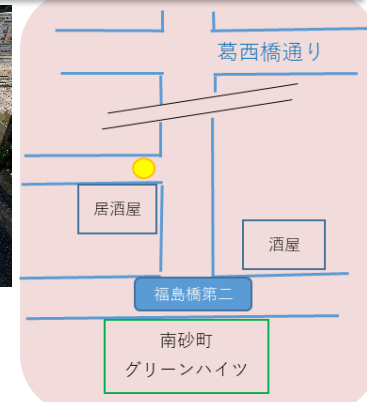 葛西橋通り
居酒屋
酒屋
福島橋第二
南砂町
グリーンハイツ